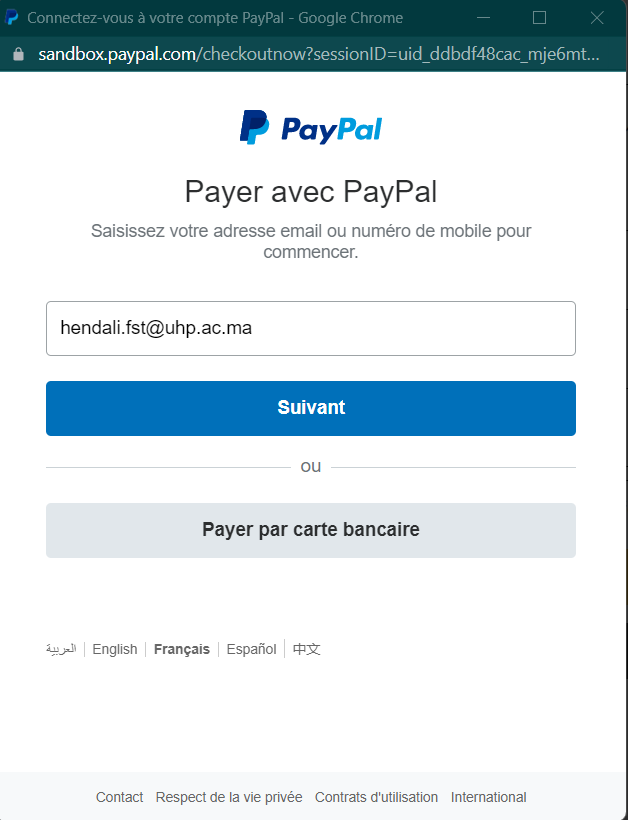 Connectez-vous à votre compte PayPal - Google Chrome
sandbox.paypal.com/checkoutnow?sessionID=uid_ddbdf48cac_mje6mt...
PayPal
Payer avec PayPal
Saisissez votre adresse email ou numéro de mobile pour
commencer.
hendali.fst@uhp.ac.ma
Suivant
ou
Payer par carte bancaire
العربية English Français Español 中文
Contact Respect de la vie privée Contrats d'utilisation International